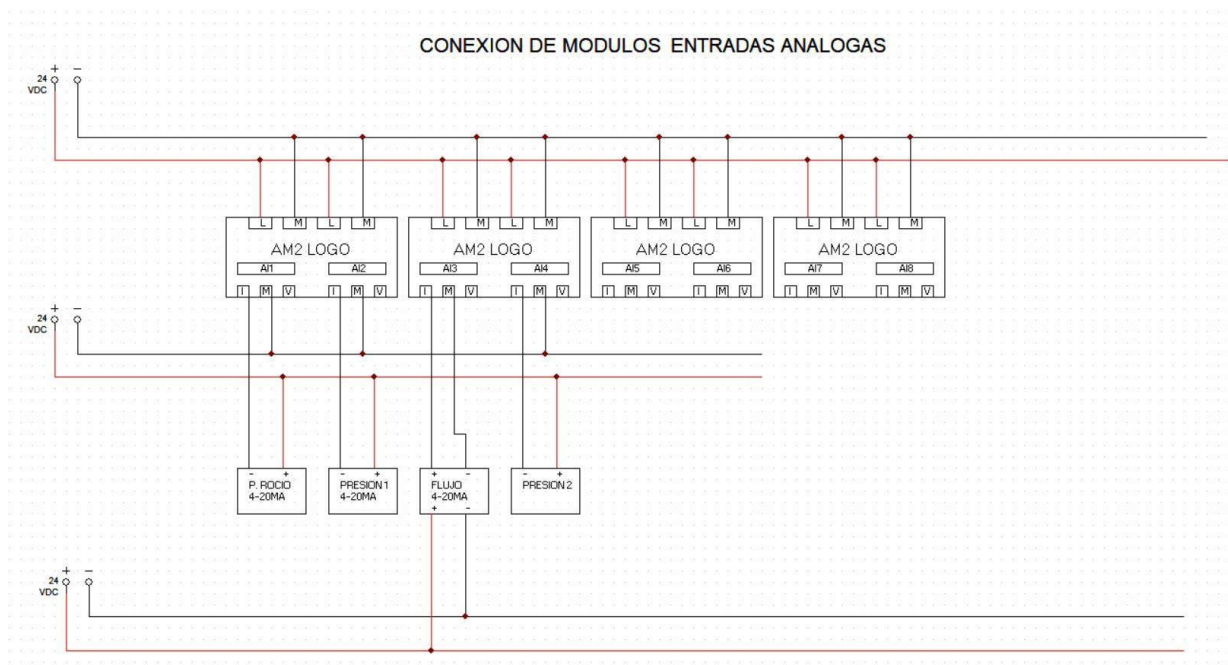 CONEXION DE MODULOS ENTRADAS ANALOGAS
+ −
24
VDC
L M L M
L M L M
L M L M
L M L M
AM2 LOGO
AM2 LOGO
AM2 LOGO
AM2 LOGO
AI1 AI2
AI3 AI4
AI5 AI6
AI7 AI8
I M V I M V
I M V I M V
I M V I M V
I M V I M V
+ −
24
VDC
- +
P. ROCIO
4-20MA
- +
PRESION 1
4-20MA
+ -
FLUJO
4-20MA
+ -
- +
PRESION 2
+ −
24
VDC